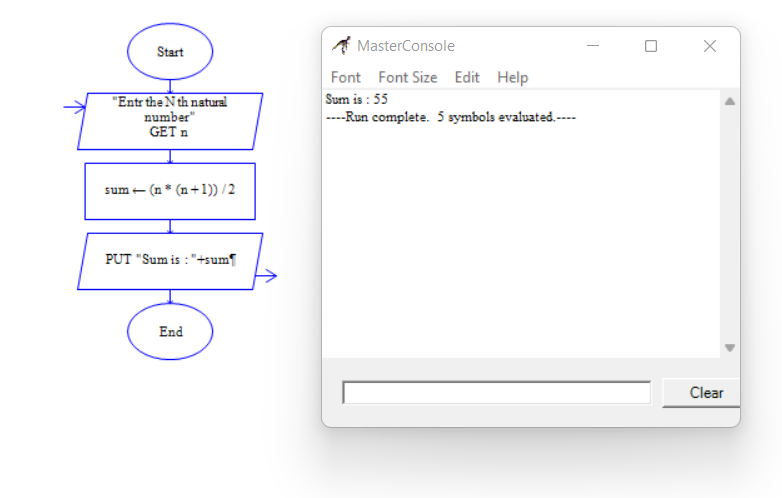 Start
"Entr the N th natural
number"
GET n
sum ← (n * (n+1)) / 2
PUT "Sum is : "+sum¶
End
MasterConsole
Font Font Size Edit Help
Sum is : 55
----Run complete.  5 symbols evaluated.----
Clear